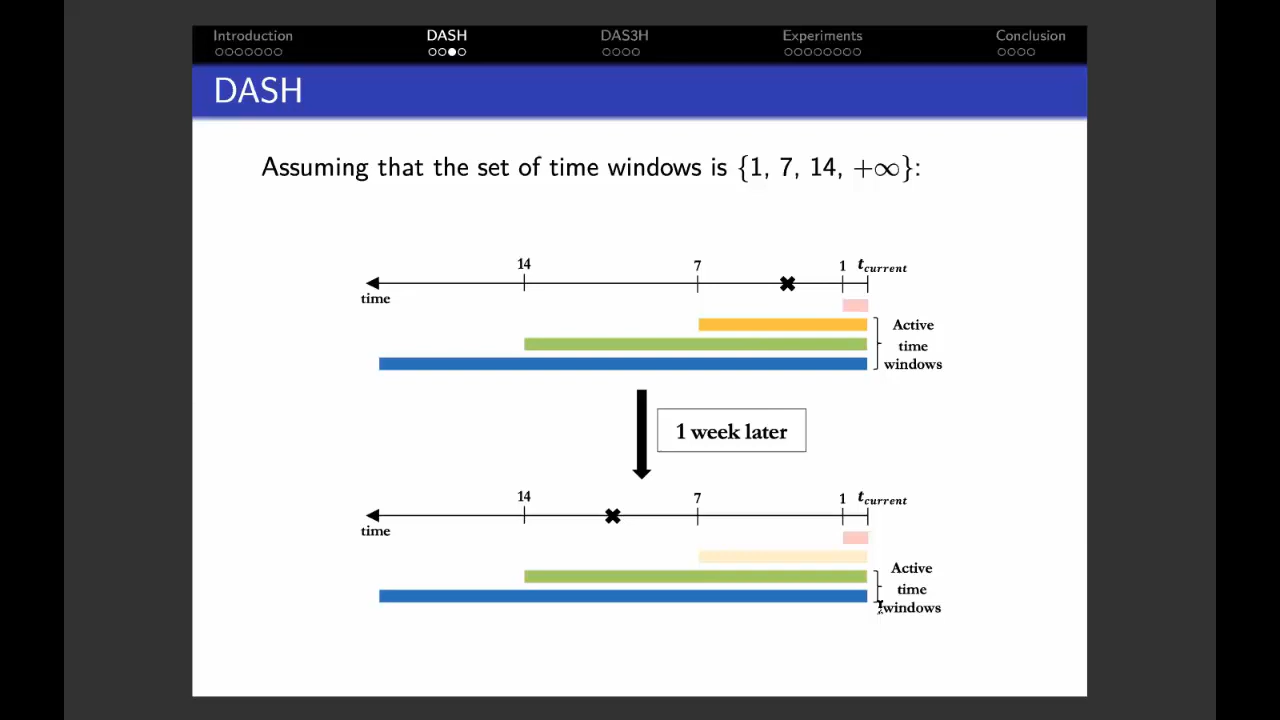 Introduction DASH DAS3H Experiments Conclusion
DASH
Assuming that the set of time windows is {1, 7, 14, +∞}:
14 7 1 t_current
time
Active
time
windows
1 week later
14 7 1 t_current
time
Active
time
windows